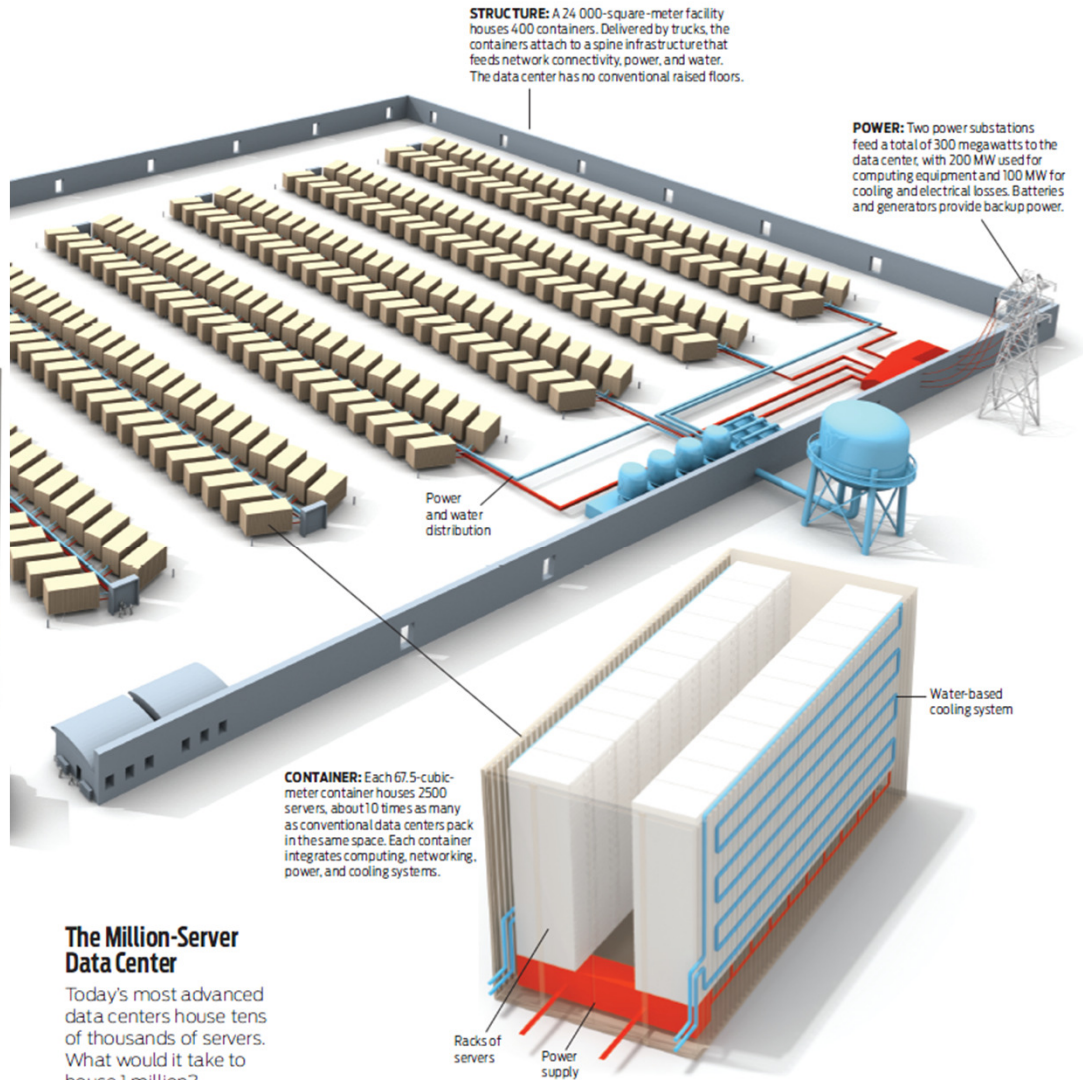 STRUCTURE: A 24 000-square-meter facility
houses 400 containers. Delivered by trucks, the
containers attach to a spine infrastructure that
feeds network connectivity, power, and water.
The data center has no conventional raised floors.
POWER: Two power substations
feed a total of 300 megawatts to the
data center, with 200 MW used for
computing equipment and 100 MW for
cooling and electrical losses. Batteries
and generators provide backup power.
Power
and water
distribution
Water-based
cooling system
CONTAINER: Each 67.5-cubic-
meter container houses 2500
servers, about 10 times as many
as conventional data centers pack
in the same space. Each container
integrates computing, networking,
power, and cooling systems.
The Million-Server
Data Center
Today's most advanced
data centers house tens
of thousands of servers.
What would it take to
house 1 million?
Racks of
servers
Power
supply